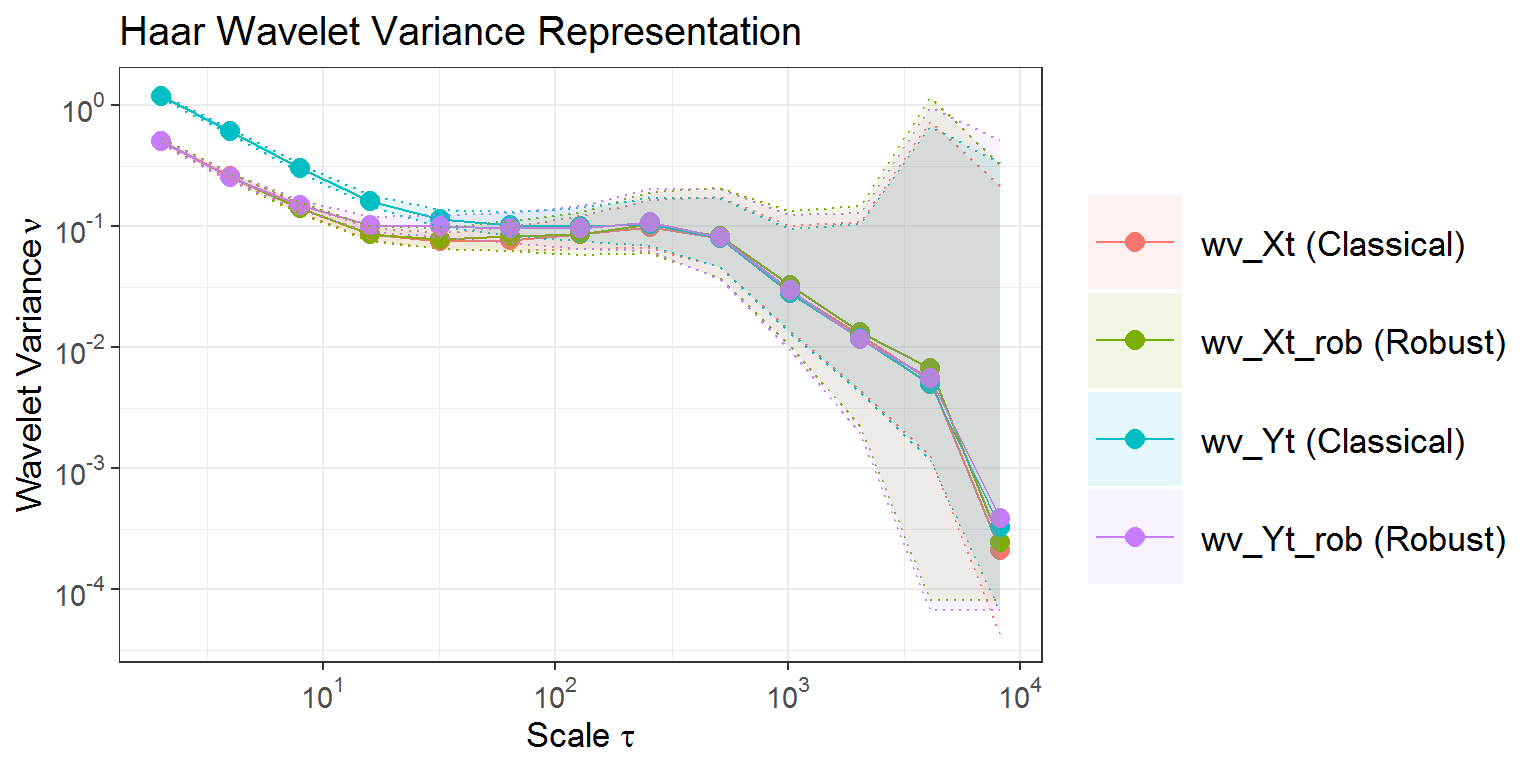 Haar Wavelet Variance Representation
Wavelet Variance ν
10^0
10^-1
10^-2
10^-3
10^-4
10^1
10^2
10^3
10^4
Scale τ
wv_Xt (Classical)
wv_Xt_rob (Robust)
wv_Yt (Classical)
wv_Yt_rob (Robust)